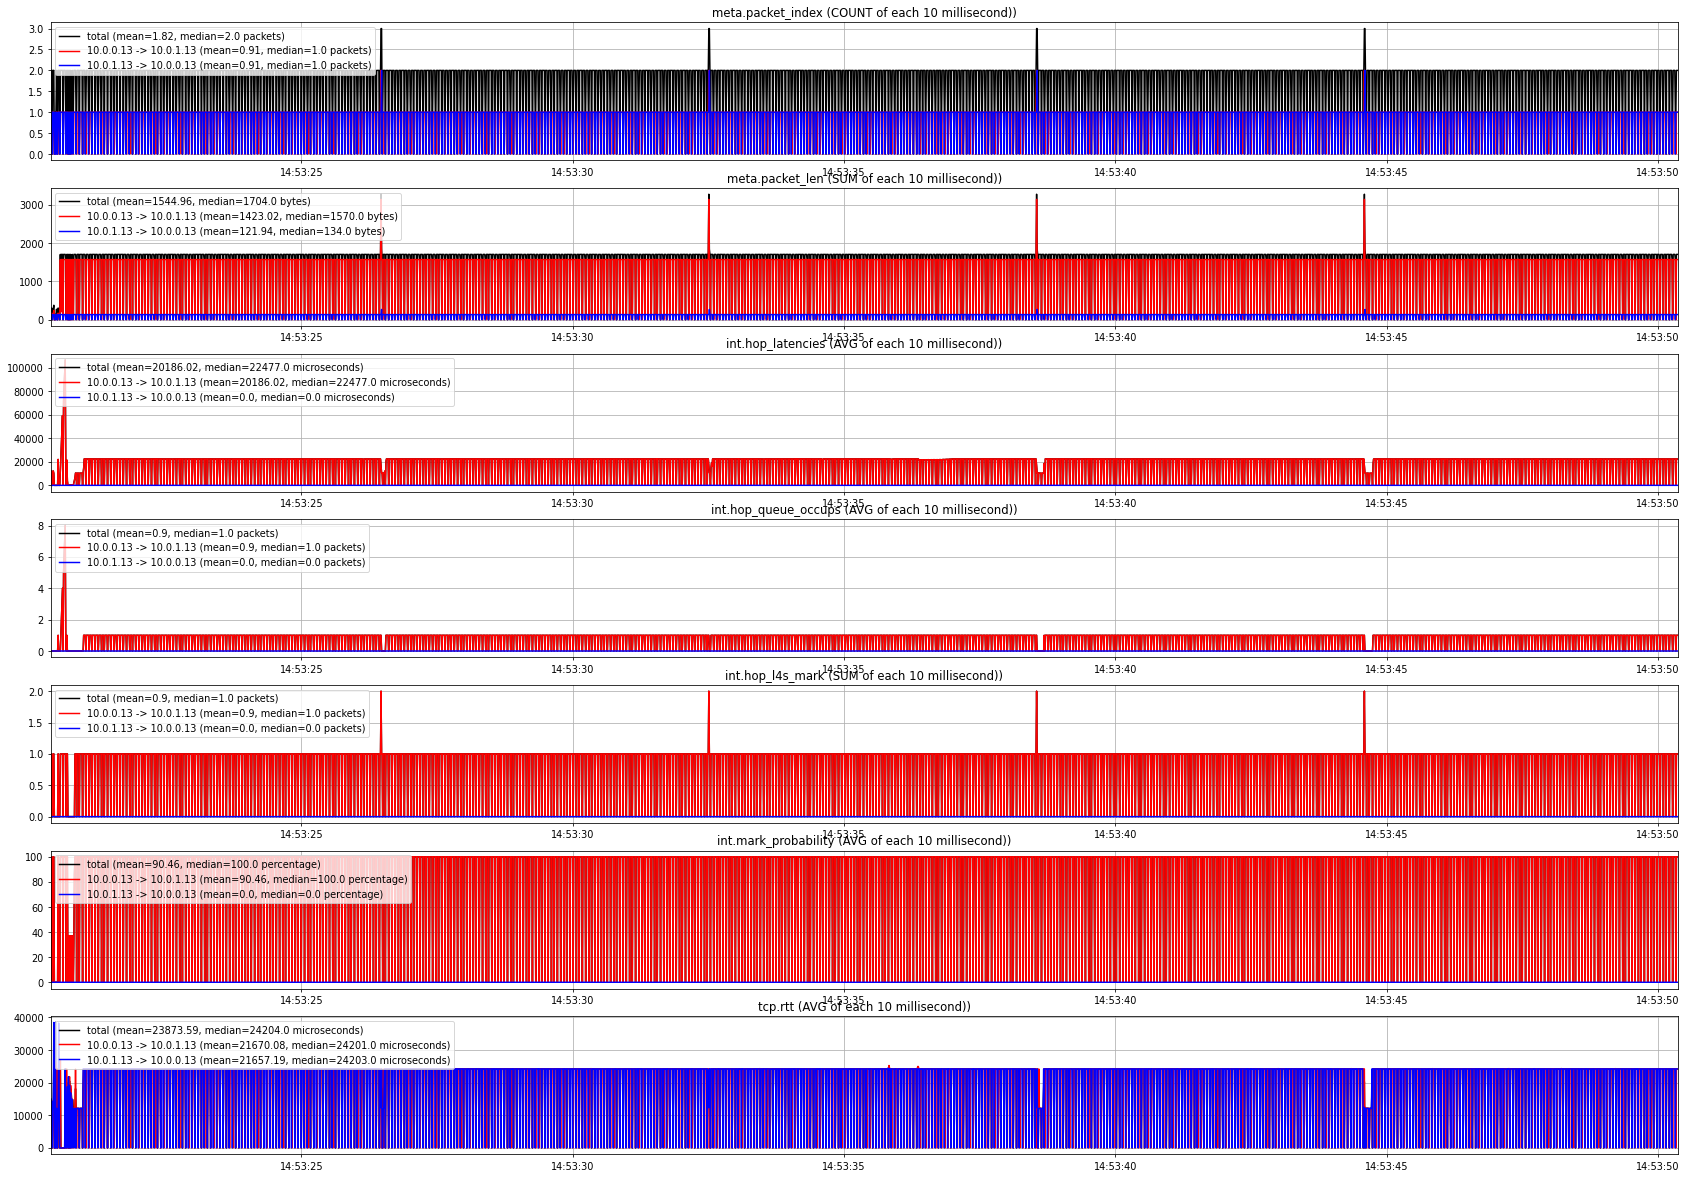 meta.packet_index (COUNT of each 10 millisecond))
3.0
2.5
2.0
1.5
1.0
0.5
0.0
total (mean=1.82, median=2.0 packets)
10.0.0.13 -> 10.0.1.13 (mean=0.91, median=1.0 packets)
10.0.1.13 -> 10.0.0.13 (mean=0.91, median=1.0 packets)
14:53:25 14:53:30 14:53:35 14:53:40 14:53:45 14:53:50
meta.packet_len (SUM of each 10 millisecond))
3000
2000
1000
0
total (mean=1544.96, median=1704.0 bytes)
10.0.0.13 -> 10.0.1.13 (mean=1423.02, median=1570.0 bytes)
10.0.1.13 -> 10.0.0.13 (mean=121.94, median=134.0 bytes)
14:53:25 14:53:30 14:53:35 14:53:40 14:53:45 14:53:50
int.hop_latencies (AVG of each 10 millisecond))
100000
80000
60000
40000
20000
0
total (mean=20186.02, median=22477.0 microseconds)
10.0.0.13 -> 10.0.1.13 (mean=20186.02, median=22477.0 microseconds)
10.0.1.13 -> 10.0.0.13 (mean=0.0, median=0.0 microseconds)
14:53:25 14:53:30 14:53:35 14:53:40 14:53:45 14:53:50
int.hop_queue_occups (AVG of each 10 millisecond))
8
6
4
2
0
total (mean=0.9, median=1.0 packets)
10.0.0.13 -> 10.0.1.13 (mean=0.9, median=1.0 packets)
10.0.1.13 -> 10.0.0.13 (mean=0.0, median=0.0 packets)
14:53:25 14:53:30 14:53:35 14:53:40 14:53:45 14:53:50
int.hop_l4s_mark (SUM of each 10 millisecond))
2.0
1.5
1.0
0.5
0.0
total (mean=0.9, median=1.0 packets)
10.0.0.13 -> 10.0.1.13 (mean=0.9, median=1.0 packets)
10.0.1.13 -> 10.0.0.13 (mean=0.0, median=0.0 packets)
14:53:25 14:53:30 14:53:35 14:53:40 14:53:45 14:53:50
int.mark_probability (AVG of each 10 millisecond))
100
80
60
40
20
0
total (mean=90.46, median=100.0 percentage)
10.0.0.13 -> 10.0.1.13 (mean=90.46, median=100.0 percentage)
10.0.1.13 -> 10.0.0.13 (mean=0.0, median=0.0 percentage)
14:53:25 14:53:30 14:53:35 14:53:40 14:53:45 14:53:50
tcp.rtt (AVG of each 10 millisecond))
40000
30000
20000
10000
0
total (mean=23873.59, median=24204.0 microseconds)
10.0.0.13 -> 10.0.1.13 (mean=21670.08, median=24201.0 microseconds)
10.0.1.13 -> 10.0.0.13 (mean=21657.19, median=24203.0 microseconds)
14:53:25 14:53:30 14:53:35 14:53:40 14:53:45 14:53:50